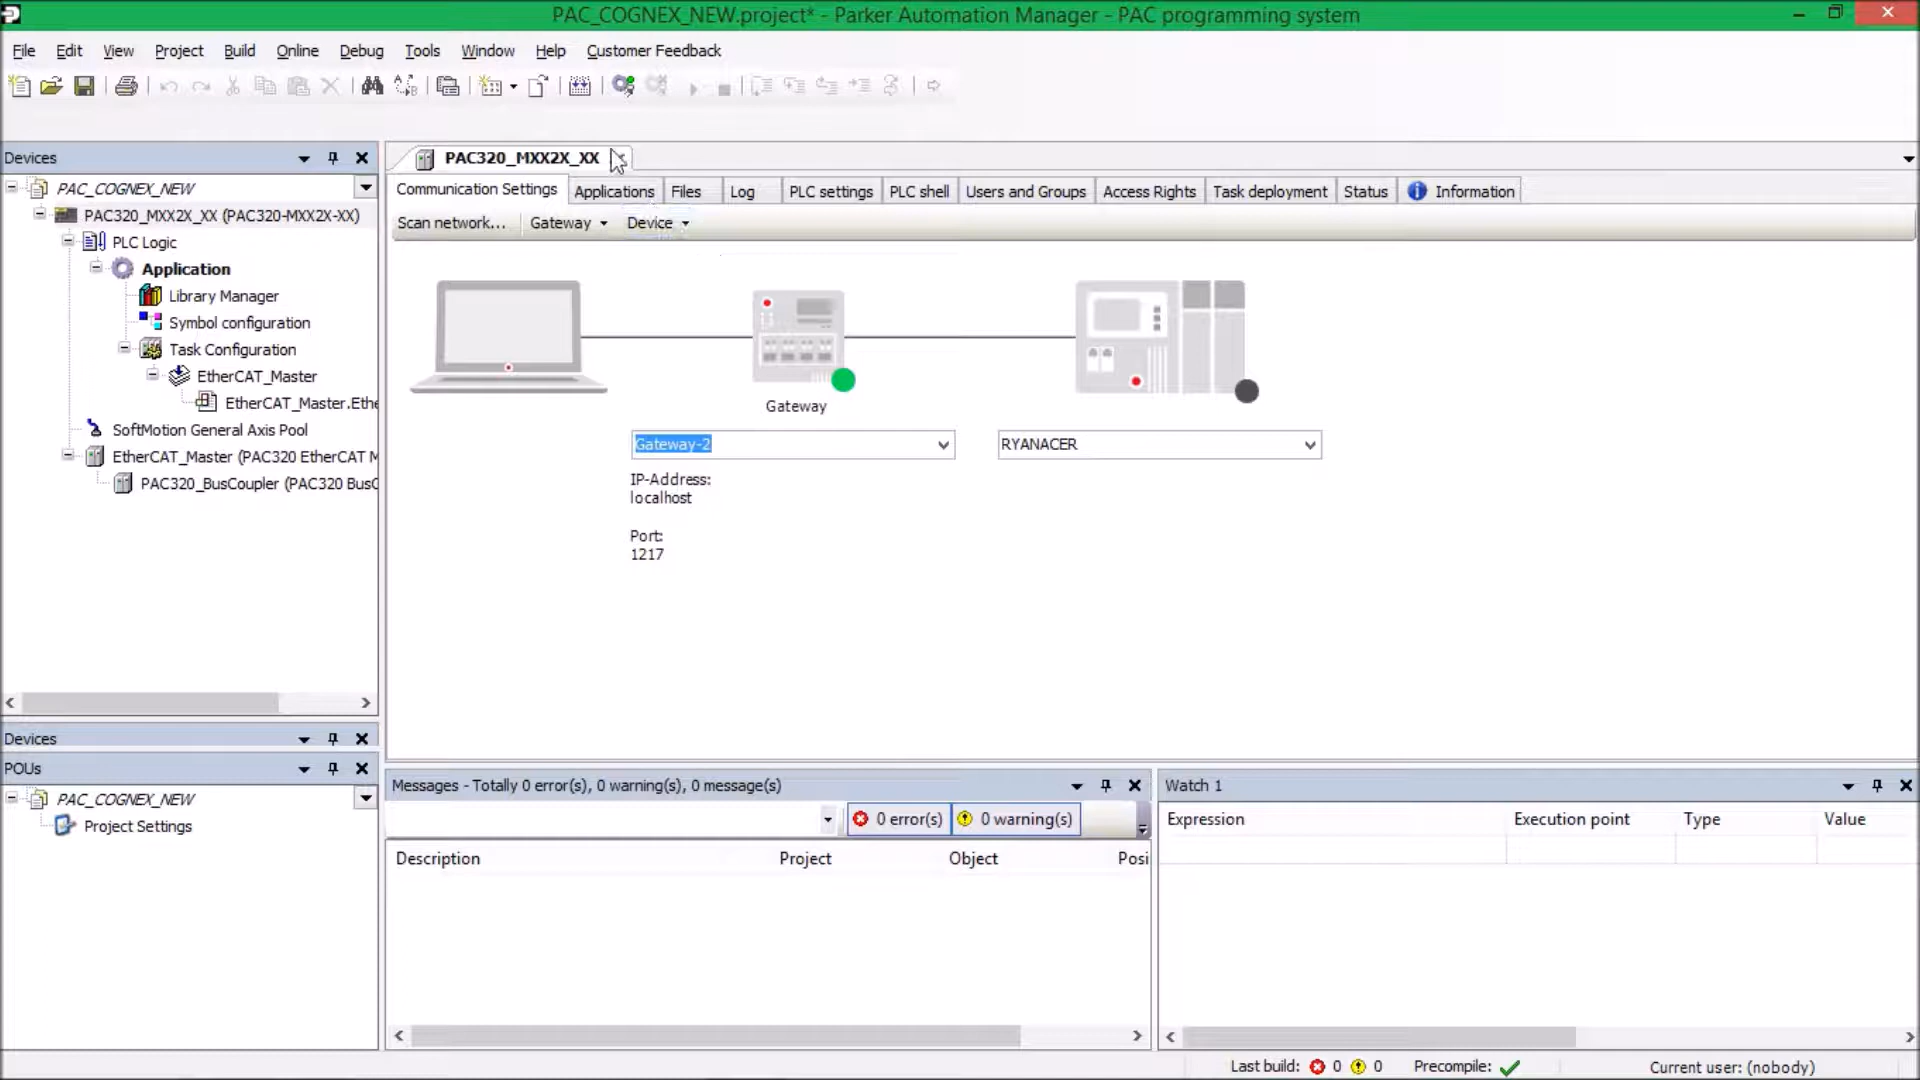 PAC_COGNEX_NEW.project* - Parker Automation Manager - PAC programming system
File Edit View Project Build Online Debug Tools Window Help Customer Feedback
Devices
PAC_COGNEX_NEW
PAC320_MXX2X_XX (PAC320-MXX2X-XX)
PLC Logic
Application
Library Manager
Symbol configuration
Task Configuration
EtherCAT_Master
EtherCAT_Master.Ethe
SoftMotion General Axis Pool
EtherCAT_Master (PAC320 EtherCAT M
PAC320_BusCoupler (PAC320 BusC
Devices
POUs
PAC_COGNEX_NEW
Project Settings
PAC320_MXX2X_XX
Communication Settings Applications Files Log PLC settings PLC shell Users and Groups Access Rights Task deployment Status Information
Scan network... Gateway Device
Gateway
Gateway-2
RYANACER
IP-Address:
localhost
Port:
1217
Messages - Totally 0 error(s), 0 warning(s), 0 message(s)
0 error(s) 0 warning(s)
Description Project Object Posi
Watch 1
Expression Execution point Type Value
Last build: 0 0 Precompile: Current user: (nobody)